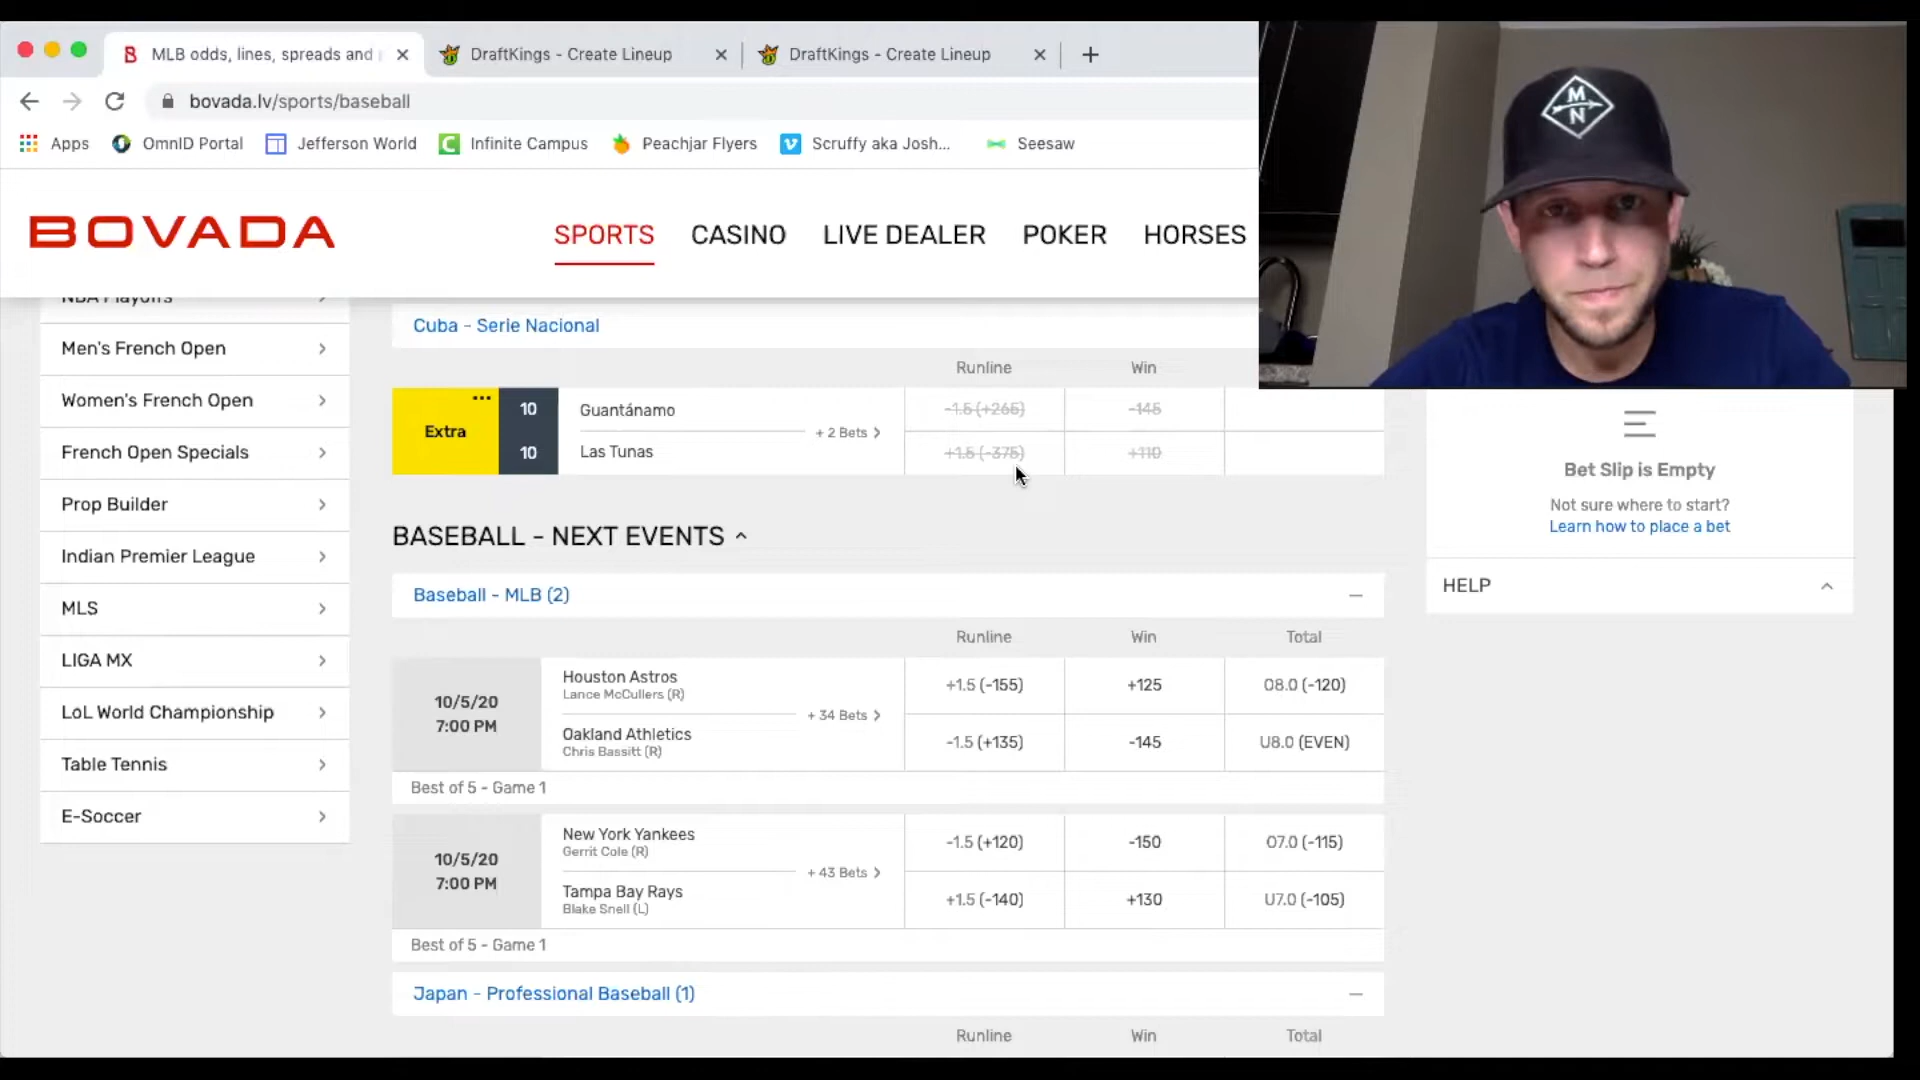 MLB odds, lines, spreads and
DraftKings - Create Lineup
DraftKings - Create Lineup
bovada.lv/sports/baseball
Apps
OmnID Portal
Jefferson World
Infinite Campus
Peachjar Flyers
Scruffy aka Josh...
Seesaw
BOVADA
SPORTS
CASINO
LIVE DEALER
POKER
HORSES
M
N
NBA Playoffs
Men's French Open
Women's French Open
French Open Specials
Prop Builder
Indian Premier League
MLS
LIGA MX
LoL World Championship
Table Tennis
E-Soccer
Cuba - Serie Nacional
Runline Win
Extra
10 Guantánamo -1.5 (+265) -145
+ 2 Bets
10 Las Tunas +1.5 (-375) +110
BASEBALL - NEXT EVENTS
Baseball - MLB (2)
Runline Win Total
10/5/20
7:00 PM
Houston Astros +1.5 (-155) +125 O8.0 (-120)
Lance McCullers (R)
+ 34 Bets
Oakland Athletics -1.5 (+135) -145 U8.0 (EVEN)
Chris Bassitt (R)
Best of 5 - Game 1
10/5/20
7:00 PM
New York Yankees -1.5 (+120) -150 O7.0 (-115)
Gerrit Cole (R)
+ 43 Bets
Tampa Bay Rays +1.5 (-140) +130 U7.0 (-105)
Blake Snell (L)
Best of 5 - Game 1
Japan - Professional Baseball (1)
Runline Win Total
Bet Slip is Empty
Not sure where to start?
Learn how to place a bet
HELP